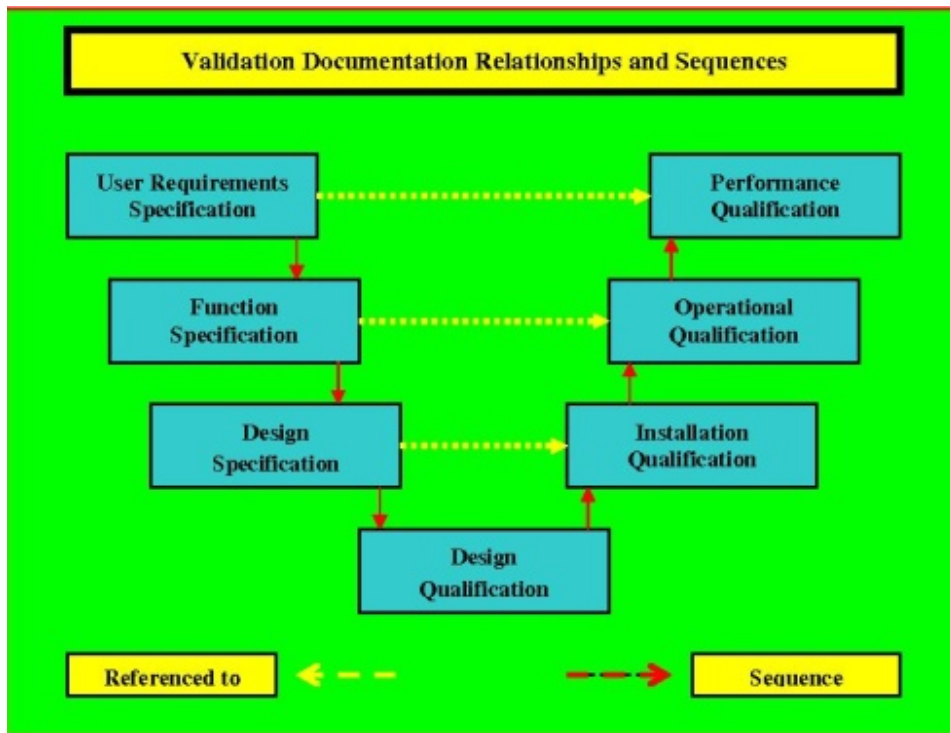 Validation Documentation Relationships and Sequences
User Requirements
Specification
Performance
Qualification
Function
Specification
Operational
Qualification
Design
Specification
Installation
Qualification
Design
Qualification
Referenced to
Sequence